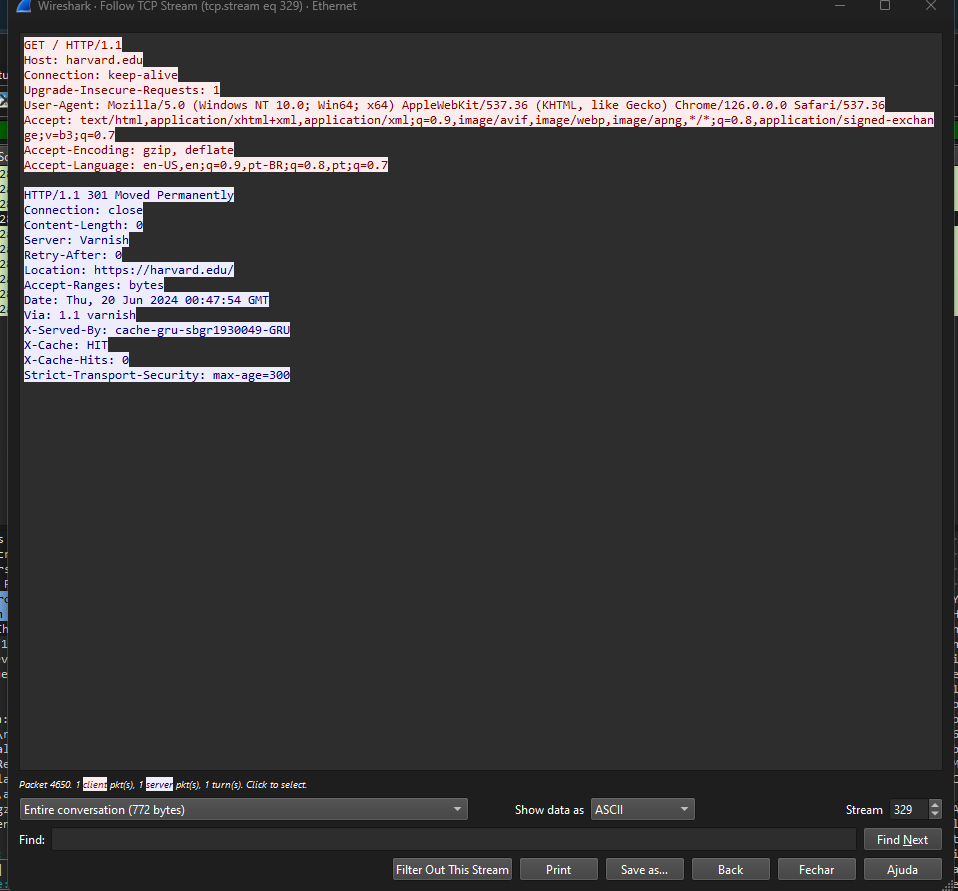 Wireshark · Follow TCP Stream (tcp.stream eq 329) · Ethernet
GET / HTTP/1.1
Host: harvard.edu
Connection: keep-alive
Upgrade-Insecure-Requests: 1
User-Agent: Mozilla/5.0 (Windows NT 10.0; Win64; x64) AppleWebKit/537.36 (KHTML, like Gecko) Chrome/126.0.0.0 Safari/537.36
Accept: text/html,application/xhtml+xml,application/xml;q=0.9,image/avif,image/webp,image/apng,*/*;q=0.8,application/signed-exchan
ge;v=b3;q=0.7
Accept-Encoding: gzip, deflate
Accept-Language: en-US,en;q=0.9,pt-BR;q=0.8,pt;q=0.7
HTTP/1.1 301 Moved Permanently
Connection: close
Content-Length: 0
Server: Varnish
Retry-After: 0
Location: https://harvard.edu/
Accept-Ranges: bytes
Date: Thu, 20 Jun 2024 00:47:54 GMT
Via: 1.1 varnish
X-Served-By: cache-gru-sbgr1930049-GRU
X-Cache: HIT
X-Cache-Hits: 0
Strict-Transport-Security: max-age=300
Packet 4650. 1 client pkt(s), 1 server pkt(s), 1 turn(s). Click to select.
Entire conversation (772 bytes) Show data as ASCII Stream 329
Find: Find Next
Filter Out This Stream Print Save as... Back Fechar Ajuda